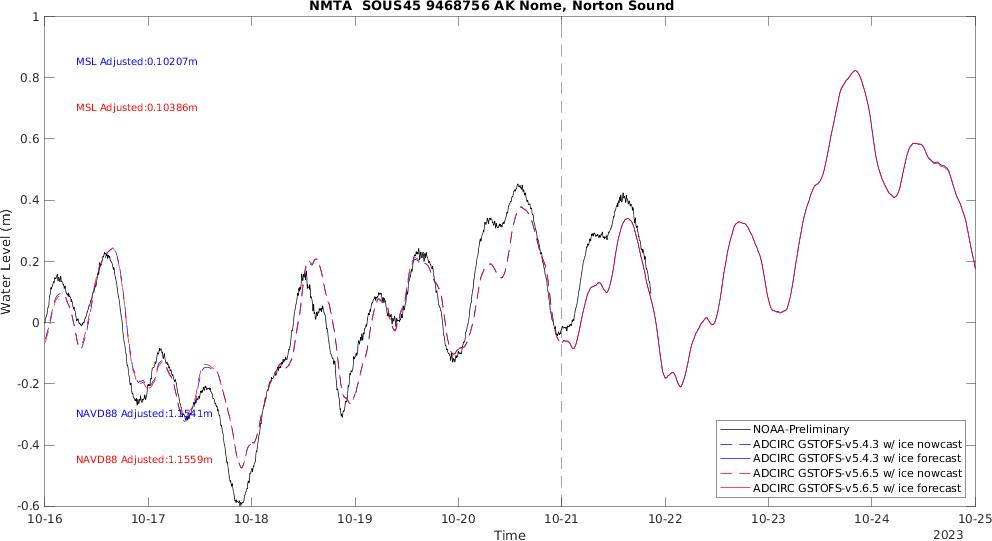 NMTA SOUS45 9468756 AK Nome, Norton Sound
1
MSL Adjusted:0.10207m
0.8
MSL Adjusted:0.10386m
0.6
0.4
0.2
Water Level (m)
0
-0.2
NAVD88 Adjusted:1.1541m
-0.4
NAVD88 Adjusted:1.1559m
-0.6
NOAA-Preliminary
ADCIRC GSTOFS-v5.4.3 w/ ice nowcast
ADCIRC GSTOFS-v5.4.3 w/ ice forecast
ADCIRC GSTOFS-v5.6.5 w/ ice nowcast
ADCIRC GSTOFS-v5.6.5 w/ ice forecast
10-16 10-17 10-18 10-19 10-20 10-21 10-22 10-23 10-24 10-25
Time
2023